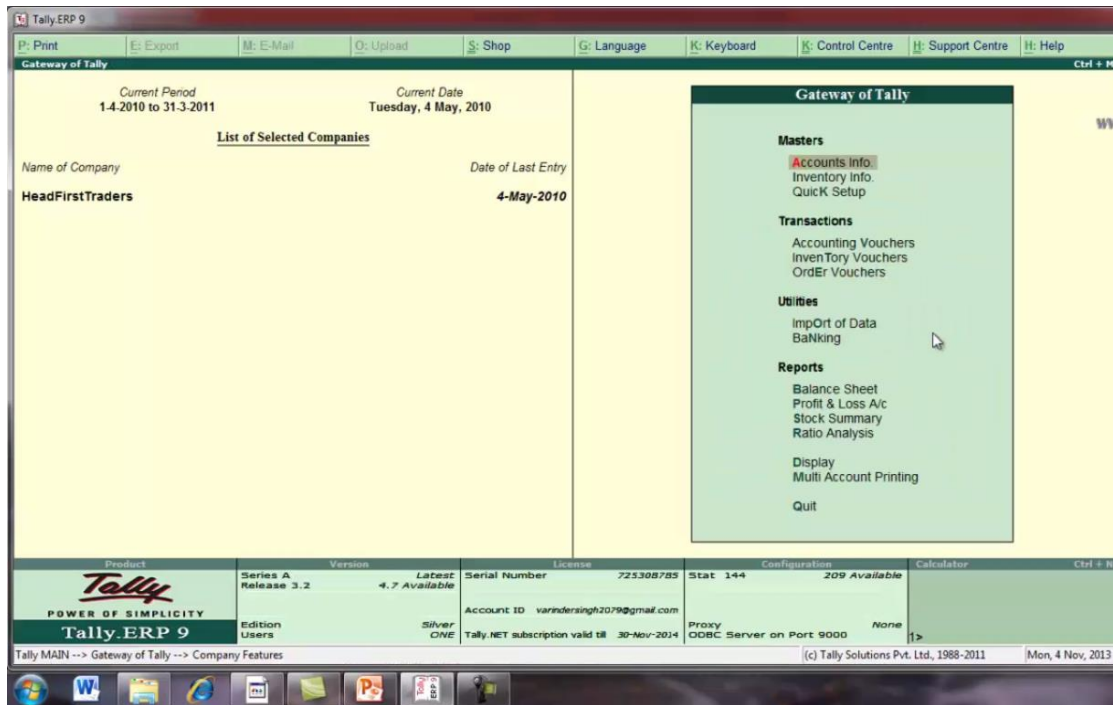 Tally.ERP 9
P: Print E: Export M: E-Mail O: Upload S: Shop G: Language K: Keyboard K: Control Centre H: Support Centre H: Help
Gateway of Tally Ctrl + M
Current Period Current Date
1-4-2010 to 31-3-2011 Tuesday, 4 May, 2010
List of Selected Companies
Name of Company Date of Last Entry
HeadFirstTraders 4-May-2010
Gateway of Tally
Masters
Accounts Info.
Inventory Info.
QuicK Setup
Transactions
Accounting Vouchers
InvenTory Vouchers
OrdEr Vouchers
Utilities
ImpOrt of Data
BaNking
Reports
Balance Sheet
Profit & Loss A/c
Stock Summary
Ratio Analysis
Display
Multi Account Printing
Quit
Product Version License Configuration Calculator Ctrl + N
Tally
POWER OF SIMPLICITY
Tally.ERP 9
Series A Latest
Release 3.2 4.7 Available
Edition Silver
Users ONE
Serial Number 725308785
Account ID varindersingh2079@gmail.com
Tally.NET subscription valid till 30-Nov-2014
Stat 144 209 Available
Proxy None
ODBC Server on Port 9000
1>
Tally MAIN --> Gateway of Tally --> Company Features (c) Tally Solutions Pvt. Ltd., 1988-2011 Mon, 4 Nov, 2013